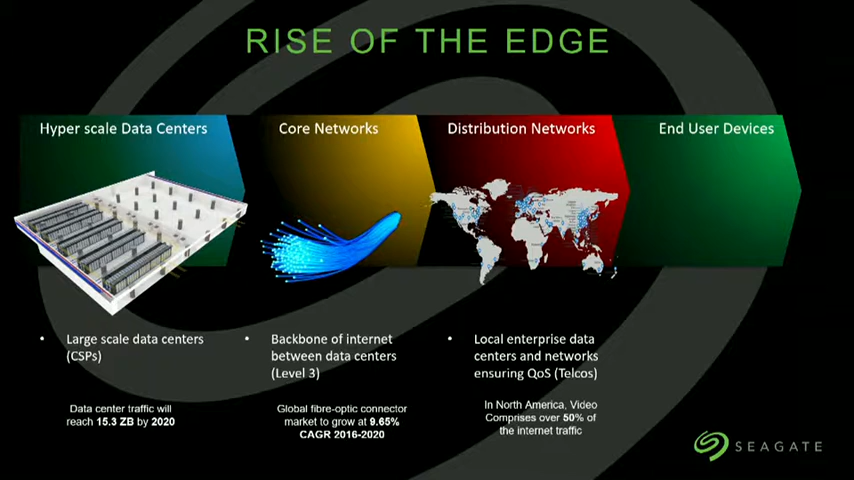 RISE OF THE EDGE
Hyper scale Data Centers
Core Networks
Distribution Networks
End User Devices
• Large scale data centers
(CSPs)
Data center traffic will
reach 15.3 ZB by 2020
• Backbone of internet
between data centers
(Level 3)
Global fibre-optic connector
market to grow at 9.65%
CAGR 2016-2020
• Local enterprise data
centers and networks
ensuring QoS (Telcos)
In North America, Video
Comprises over 50% of
the internet traffic
SEAGATE